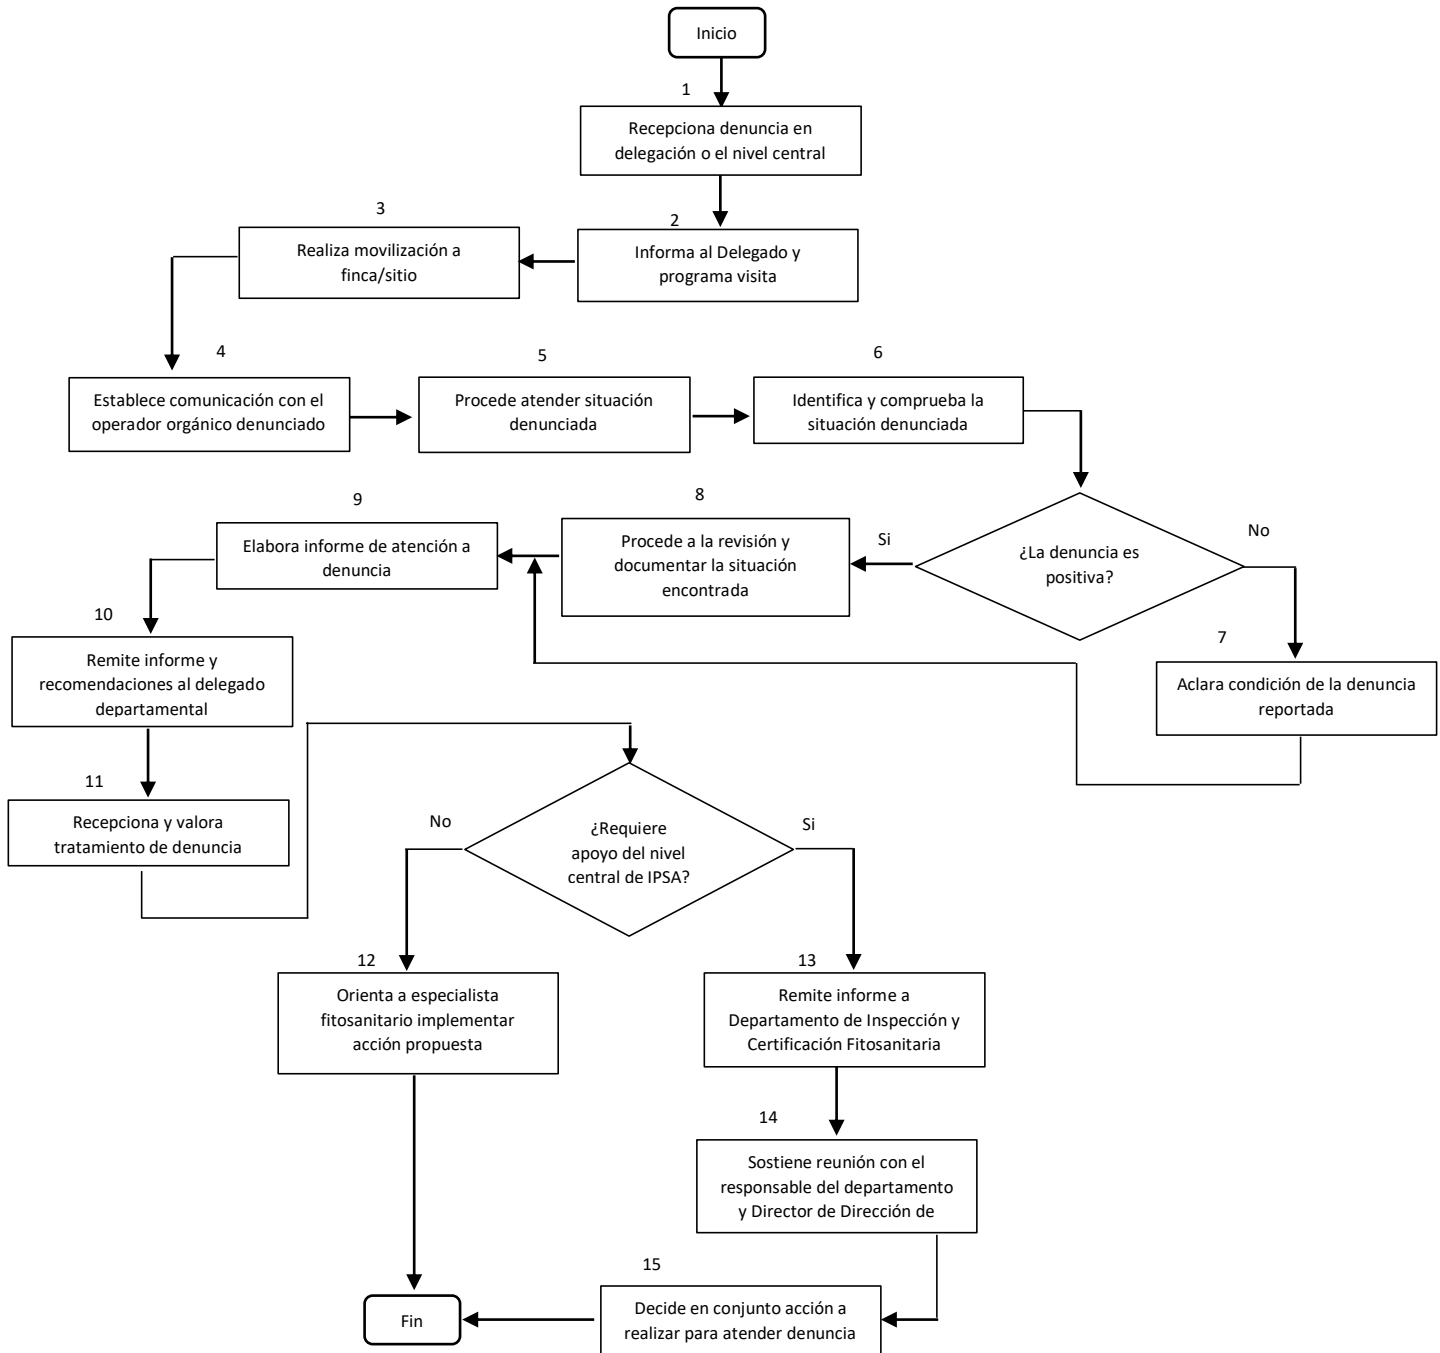 Inicio
1
Recepciona denuncia en
delegación o el nivel central
2
Informa al Delegado y
programa visita
3
Realiza movilización a
finca/sitio
4
Establece comunicación con el
operador orgánico denunciado
5
Procede atender situación
denunciada
6
Identifica y comprueba la
situación denunciada
¿La denuncia es
positiva?
Si
No
7
Aclara condición de la denuncia
reportada
8
Procede a la revisión y
documentar la situación
encontrada
9
Elabora informe de atención a
denuncia
10
Remite informe y
recomendaciones al delegado
departamental
11
Recepciona y valora
tratamiento de denuncia
¿Requiere
apoyo del nivel
central de IPSA?
No
Si
12
Orienta a especialista
fitosanitario implementar
acción propuesta
13
Remite informe a
Departamento de Inspección y
Certificación Fitosanitaria
14
Sostiene reunión con el
responsable del departamento
y Director de Dirección de
15
Decide en conjunto acción a
realizar para atender denuncia
Fin